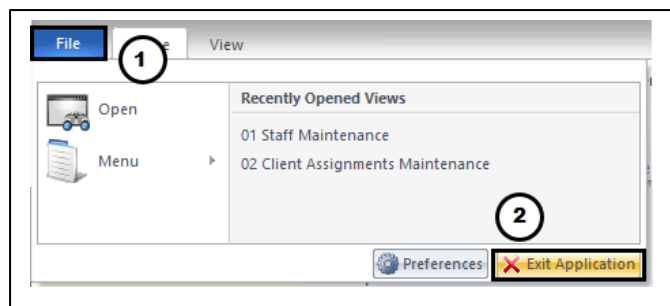 File View
1
Open
Menu
Recently Opened Views
01 Staff Maintenance
02 Client Assignments Maintenance
2
Preferences Exit Application